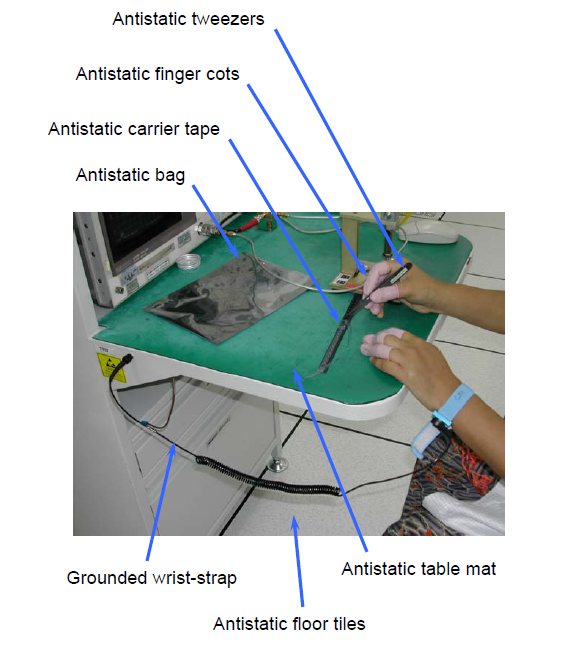 Antistatic tweezers
Antistatic finger cots
Antistatic carrier tape
Antistatic bag
Grounded wrist-strap
Antistatic table mat
Antistatic floor tiles